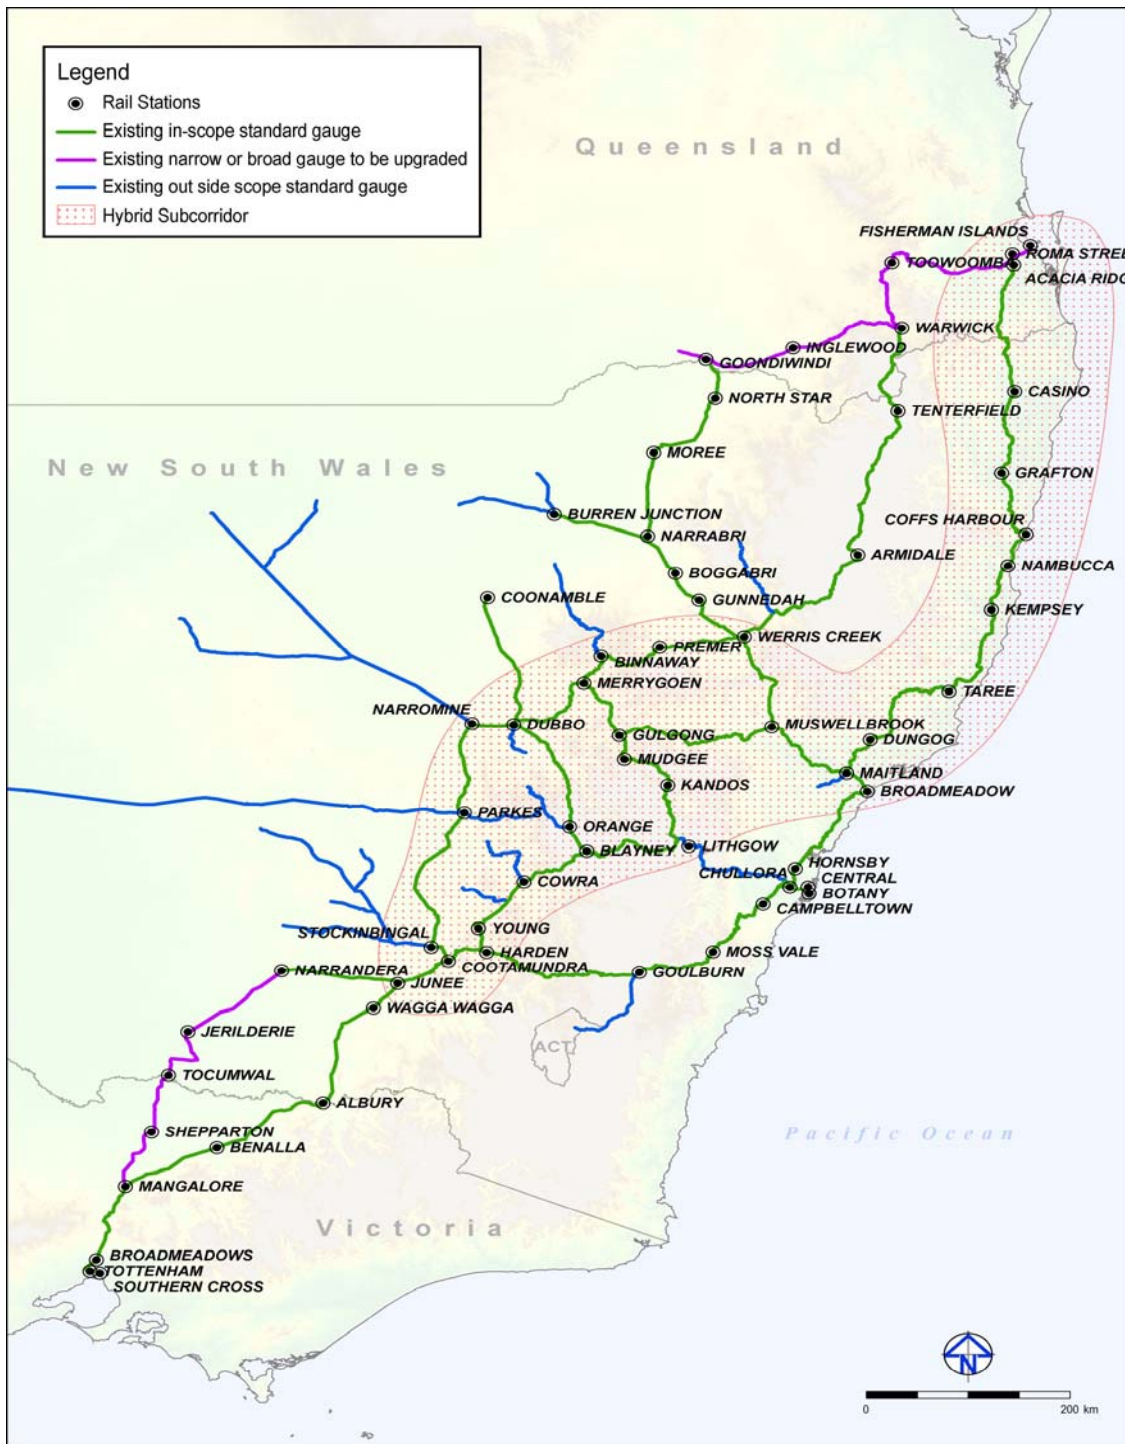 Legend
Rail Stations
Existing in-scope standard gauge
Existing narrow or broad gauge to be upgraded
Existing out side scope standard gauge
Hybrid Subcorridor
Queensland
FISHERMAN ISLANDS
ROMA STREE
TOOWOOMBA
ACACIA RIDG
WARWICK
INGLEWOOD
GOONDIWINDI
CASINO
NORTH STAR
TENTERFIELD
MOREE
New South Wales
GRAFTON
BURREN JUNCTION
COFFS HARBOUR
NARRABRI
ARMIDALE
NAMBUCCA
BOGGABRI
COONAMBLE
GUNNEDAH
KEMPSEY
WERRIS CREEK
PREMER
BINNAWAY
MERRYGOEN
TAREE
NARROMINE
DUBBO
MUSWELLBROOK
GULGONG
DUNGOG
MUDGEE
MAITLAND
KANDOS
BROADMEADOW
PARKES
ORANGE
BLAYNEY
LITHGOW
HORNSBY
CHULLORA
CENTRAL
COWRA
BOTANY
CAMPBELLTOWN
YOUNG
STOCKINBINGAL
HARDEN
MOSS VALE
COOTAMUNDRA
NARRANDERA
GOULBURN
JUNEE
WAGGA WAGGA
JERILDERIE
ACT
TOCUMWAL
ALBURY
SHEPPARTON
Pacific Ocean
BENALLA
MANGALORE
Victoria
BROADMEADOWS
TOTTENHAM
SOUTHERN CROSS
N
0 200 km